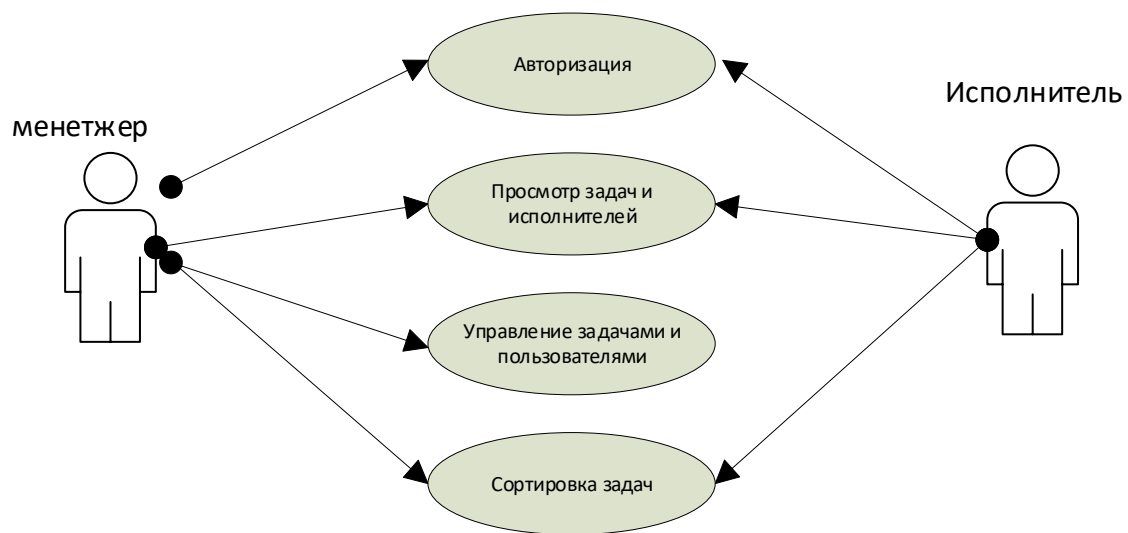 Авторизация
Исполнитель
менетжер
Просмотр задач и
исполнителей
Управление задачами и
пользователями
Сортировка задач